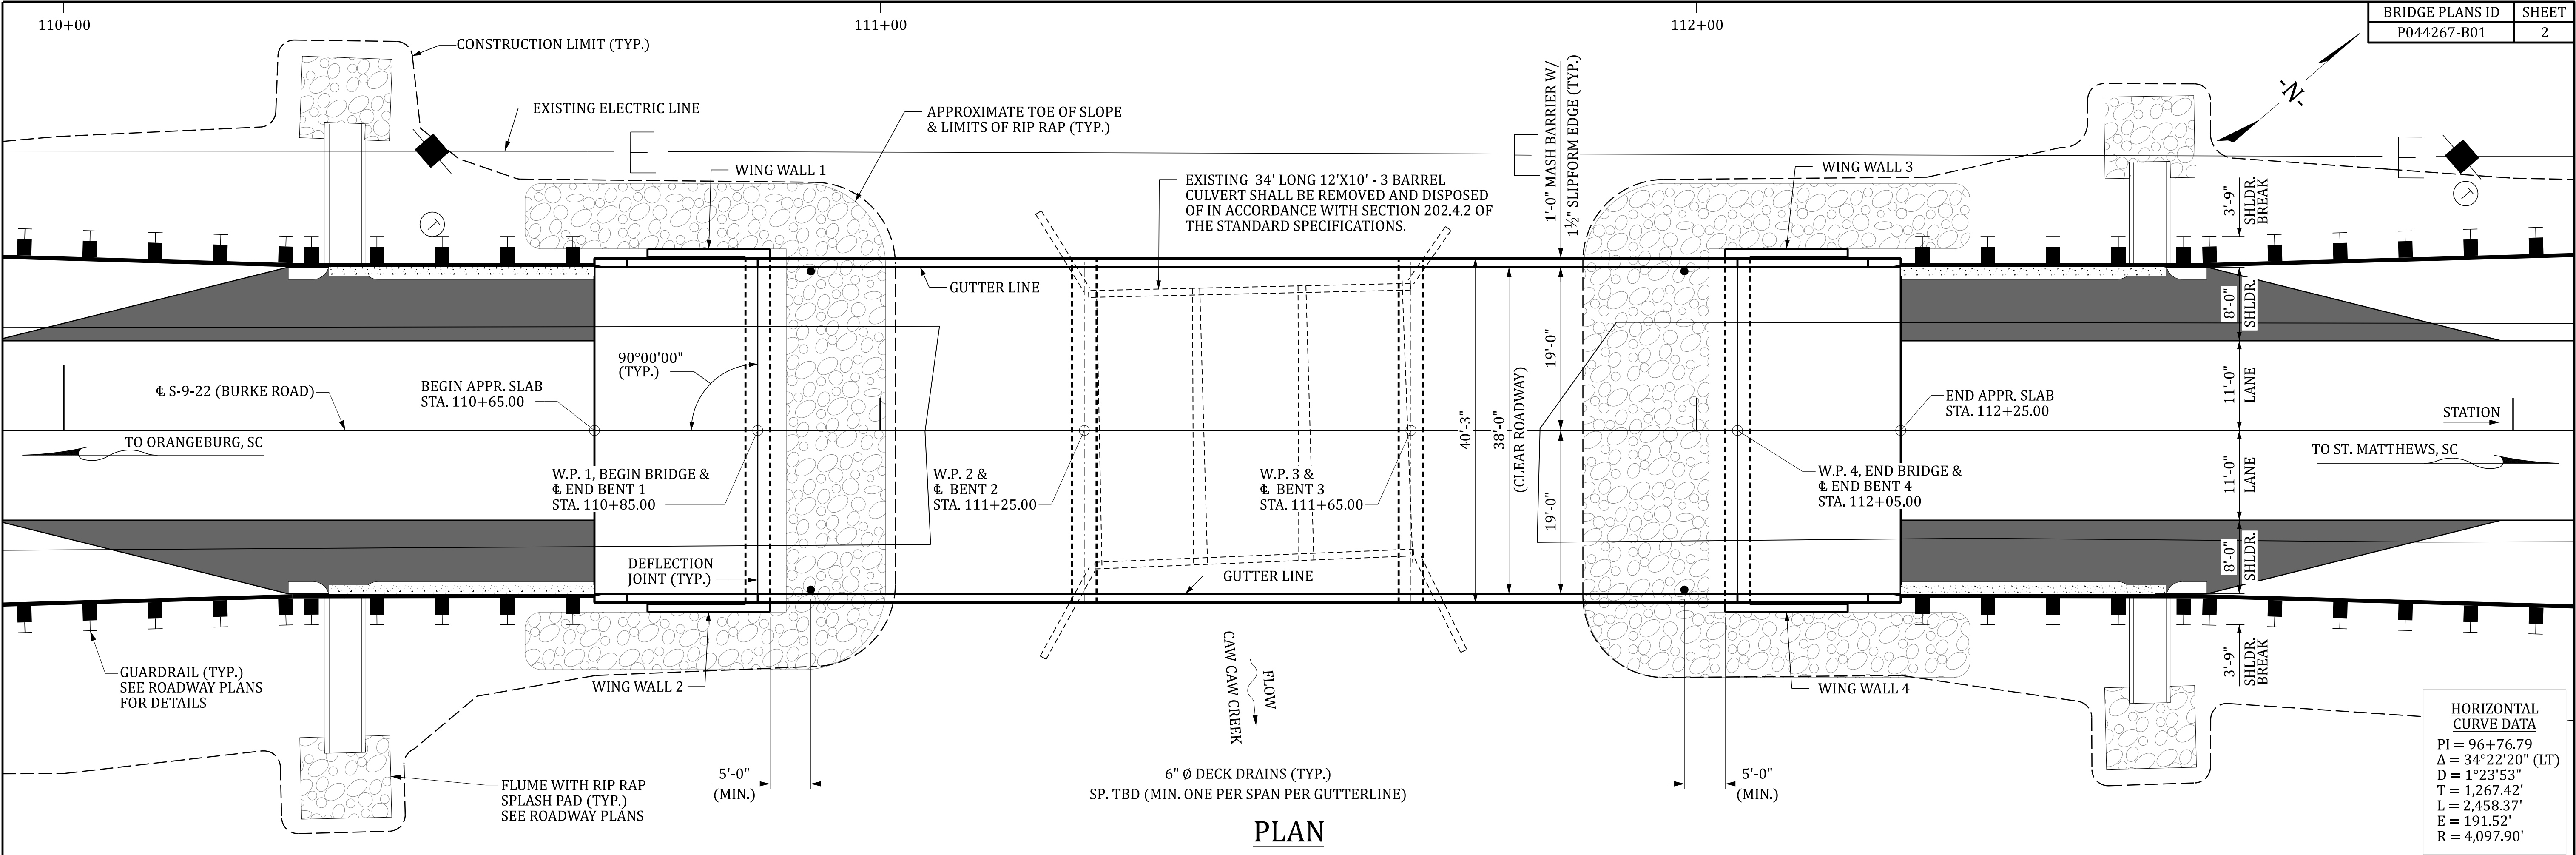 110+00
111+00
112+00
BRIDGE PLANS ID
SHEET
P044267-B01
2
CONSTRUCTION LIMIT (TYP.)
EXISTING ELECTRIC LINE
E
APPROXIMATE TOE OF SLOPE
& LIMITS OF RIP RAP (TYP.)
E
1'-0" MASH BARRIER W/
1½" SLIPFORM EDGE (TYP.)
-N-
E
WING WALL 1
EXISTING 34' LONG 12'X10' - 3 BARREL
CULVERT SHALL BE REMOVED AND DISPOSED
OF IN ACCORDANCE WITH SECTION 202.4.2 OF
THE STANDARD SPECIFICATIONS.
WING WALL 3
T
T
3'-9"
SHLDR.
BREAK
GUTTER LINE
8'-0"
SHLDR.
90°00'00"
(TYP.)
19'-0"
11'-0"
LANE
℄ S-9-22 (BURKE ROAD)
BEGIN APPR. SLAB
STA. 110+65.00
40'-3"
38'-0"
(CLEAR ROADWAY)
END APPR. SLAB
STA. 112+25.00
STATION
TO ORANGEBURG, SC
TO ST. MATTHEWS, SC
W.P. 1, BEGIN BRIDGE &
℄ END BENT 1
STA. 110+85.00
W.P. 2 &
℄ BENT 2
STA. 111+25.00
W.P. 3 &
℄ BENT 3
STA. 111+65.00
19'-0"
W.P. 4, END BRIDGE &
℄ END BENT 4
STA. 112+05.00
11'-0"
LANE
DEFLECTION
JOINT (TYP.)
GUTTER LINE
8'-0"
SHLDR.
GUARDRAIL (TYP.)
SEE ROADWAY PLANS
FOR DETAILS
WING WALL 2
FLOW
CAW CAW CREEK
WING WALL 4
3'-9"
SHLDR.
BREAK
FLUME WITH RIP RAP
SPLASH PAD (TYP.)
SEE ROADWAY PLANS
5'-0"
(MIN.)
6" Ø DECK DRAINS (TYP.)
SP. TBD (MIN. ONE PER SPAN PER GUTTERLINE)
5'-0"
(MIN.)
PLAN
HORIZONTAL
CURVE DATA
PI = 96+76.79
Δ = 34°22'20" (LT)
D = 1°23'53"
T = 1,267.42'
L = 2,458.37'
E = 191.52'
R = 4,097.90'